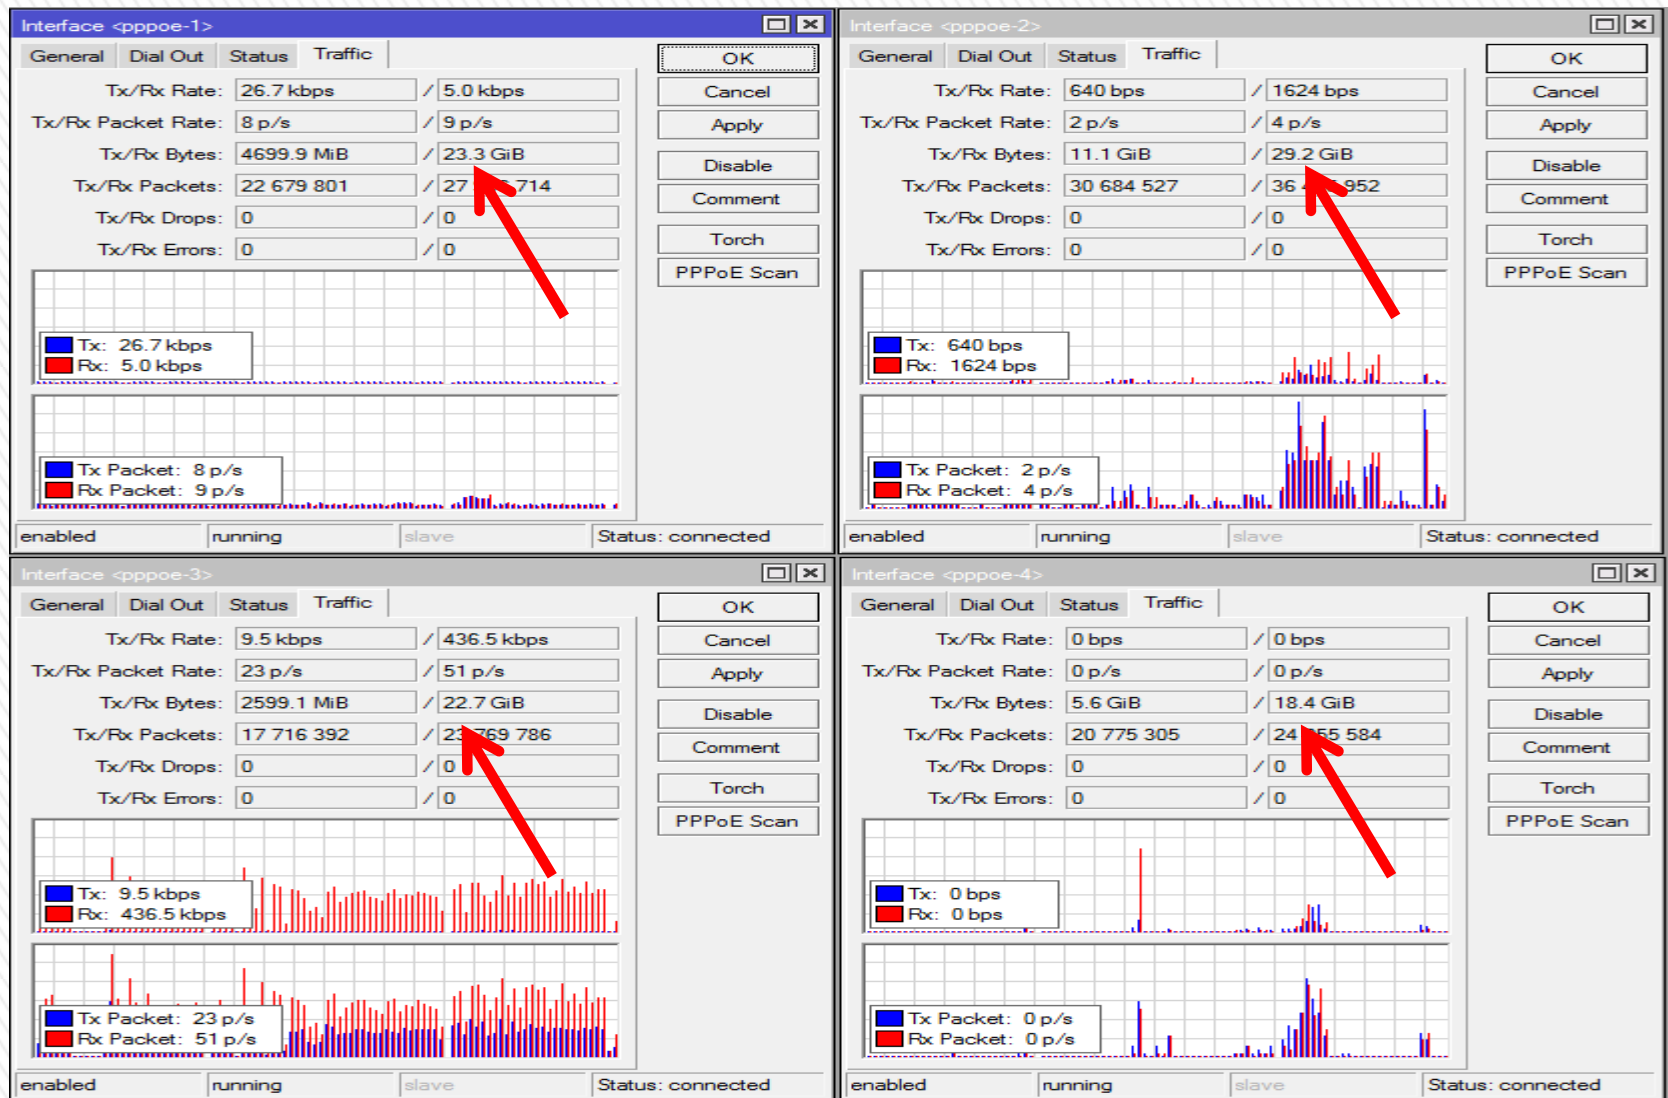 Interface <pppoe-1>
General Dial Out Status Traffic
OK
Tx/Rx Rate: 26.7 kbps / 5.0 kbps
Cancel
Tx/Rx Packet Rate: 8 p/s / 9 p/s
Apply
Tx/Rx Bytes: 4699.9 MiB / 23.3 GiB
Disable
Tx/Rx Packets: 22 679 801 / 27 714
Comment
Tx/Rx Drops: 0 / 0
Torch
Tx/Rx Errors: 0 / 0
PPPoE Scan
Tx: 26.7 kbps
Rx: 5.0 kbps
Tx Packet: 8 p/s
Rx Packet: 9 p/s
enabled running slave Status: connected
Interface <pppoe-2>
General Dial Out Status Traffic
OK
Tx/Rx Rate: 640 bps / 1624 bps
Cancel
Tx/Rx Packet Rate: 2 p/s / 4 p/s
Apply
Tx/Rx Bytes: 11.1 GiB / 29.2 GiB
Disable
Tx/Rx Packets: 30 684 527 / 36 952
Comment
Tx/Rx Drops: 0 / 0
Torch
Tx/Rx Errors: 0 / 0
PPPoE Scan
Tx: 640 bps
Rx: 1624 bps
Tx Packet: 2 p/s
Rx Packet: 4 p/s
enabled running slave Status: connected
Interface <pppoe-3>
General Dial Out Status Traffic
OK
Tx/Rx Rate: 9.5 kbps / 436.5 kbps
Cancel
Tx/Rx Packet Rate: 23 p/s / 51 p/s
Apply
Tx/Rx Bytes: 2599.1 MiB / 22.7 GiB
Disable
Tx/Rx Packets: 17 716 392 / 23 769 786
Comment
Tx/Rx Drops: 0 / 0
Torch
Tx/Rx Errors: 0 / 0
PPPoE Scan
Tx: 9.5 kbps
Rx: 436.5 kbps
Tx Packet: 23 p/s
Rx Packet: 51 p/s
enabled running slave Status: connected
Interface <pppoe-4>
General Dial Out Status Traffic
OK
Tx/Rx Rate: 0 bps / 0 bps
Cancel
Tx/Rx Packet Rate: 0 p/s / 0 p/s
Apply
Tx/Rx Bytes: 5.6 GiB / 18.4 GiB
Disable
Tx/Rx Packets: 20 775 305 / 24 584
Comment
Tx/Rx Drops: 0 / 0
Torch
Tx/Rx Errors: 0 / 0
PPPoE Scan
Tx: 0 bps
Rx: 0 bps
Tx Packet: 0 p/s
Rx Packet: 0 p/s
enabled running slave Status: connected